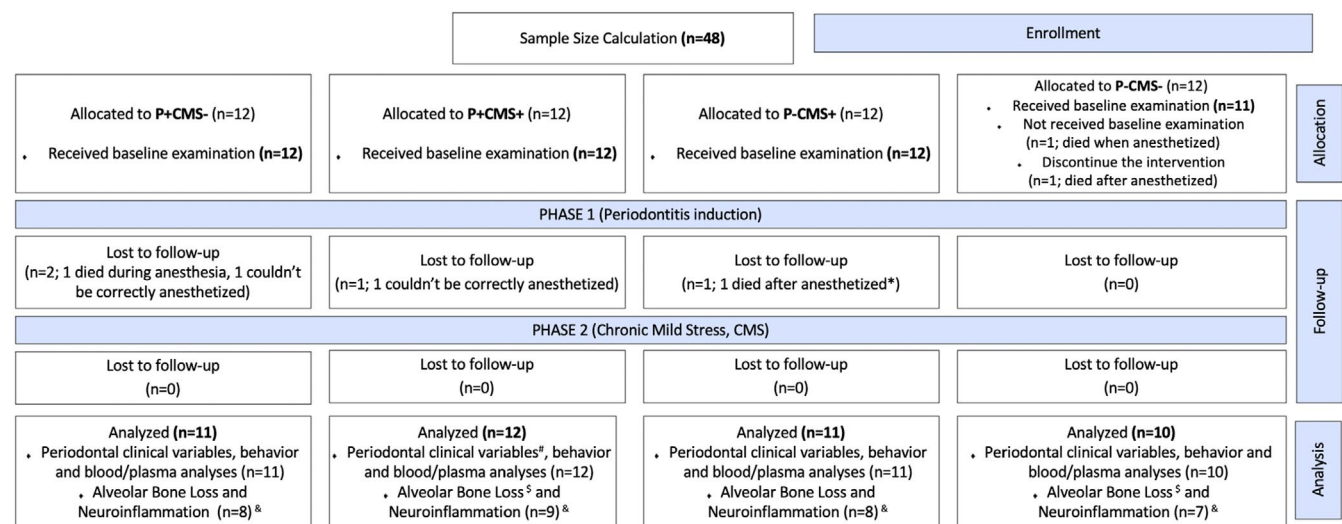 Sample Size Calculation (n=48)
Enrollment
Allocated to P+CMS- (n=12)
⬩ Received baseline examination (n=12)
Allocated to P+CMS+ (n=12)
⬩ Received baseline examination (n=12)
Allocated to P-CMS+ (n=12)
⬩ Received baseline examination (n=12)
Allocated to P-CMS- (n=12)
⬩ Received baseline examination (n=11)
⬩ Not received baseline examination
(n=1; died when anesthetized)
⬩ Discontinue the intervention
(n=1; died after anesthetized)
Allocation
PHASE 1 (Periodontitis induction)
Lost to follow-up
(n=2; 1 died during anesthesia, 1 couldn’t
be correctly anesthetized)
Lost to follow-up
(n=1; 1 couldn’t be correctly anesthetized)
Lost to follow-up
(n=1; 1 died after anesthetized*)
Lost to follow-up
(n=0)
Follow-up
PHASE 2 (Chronic Mild Stress, CMS)
Lost to follow-up
(n=0)
Lost to follow-up
(n=0)
Lost to follow-up
(n=0)
Lost to follow-up
(n=0)
Analyzed (n=11)
⬩ Periodontal clinical variables, behavior
and blood/plasma analyses (n=11)
⬩ Alveolar Bone Loss and
Neuroinflammation (n=8) &
Analyzed (n=12)
⬩ Periodontal clinical variables#, behavior
and blood/plasma analyses (n=12)
⬩ Alveolar Bone Loss $ and
Neuroinflammation (n=9) &
Analyzed (n=11)
⬩ Periodontal clinical variables, behavior
and blood/plasma analyses (n=11)
⬩ Alveolar Bone Loss and
Neuroinflammation (n=8) &
Analyzed (n=10)
⬩ Periodontal clinical variables, behavior and
blood/plasma analyses (n=10)
⬩ Alveolar Bone Loss $ and
Neuroinflammation (n=7) &
Analysis